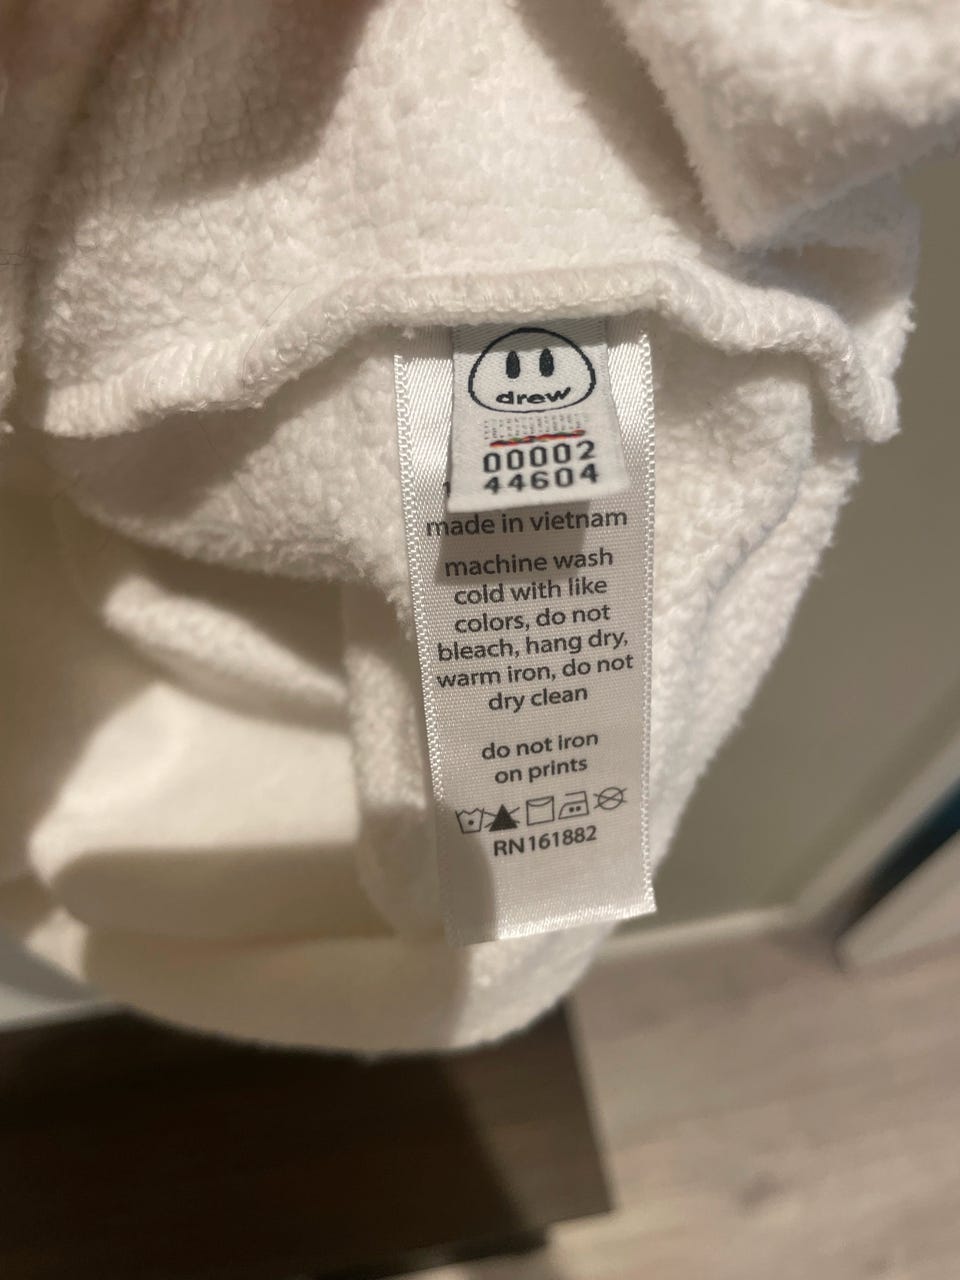 drew
00002
44604
made in vietnam
machine wash
cold with like
colors, do not
bleach, hang dry,
warm iron, do not
dry clean
do not iron
on prints
RN161882